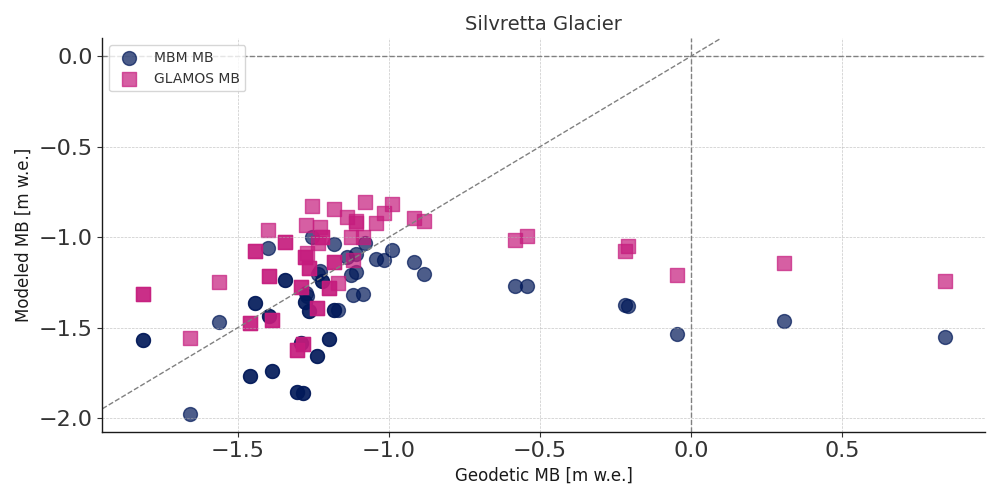 Silvretta Glacier
MBM MB
GLAMOS MB
Modeled MB [m w.e.]
0.0
−0.5
−1.0
−1.5
−2.0
−1.5
−1.0
−0.5
0.0
0.5
Geodetic MB [m w.e.]